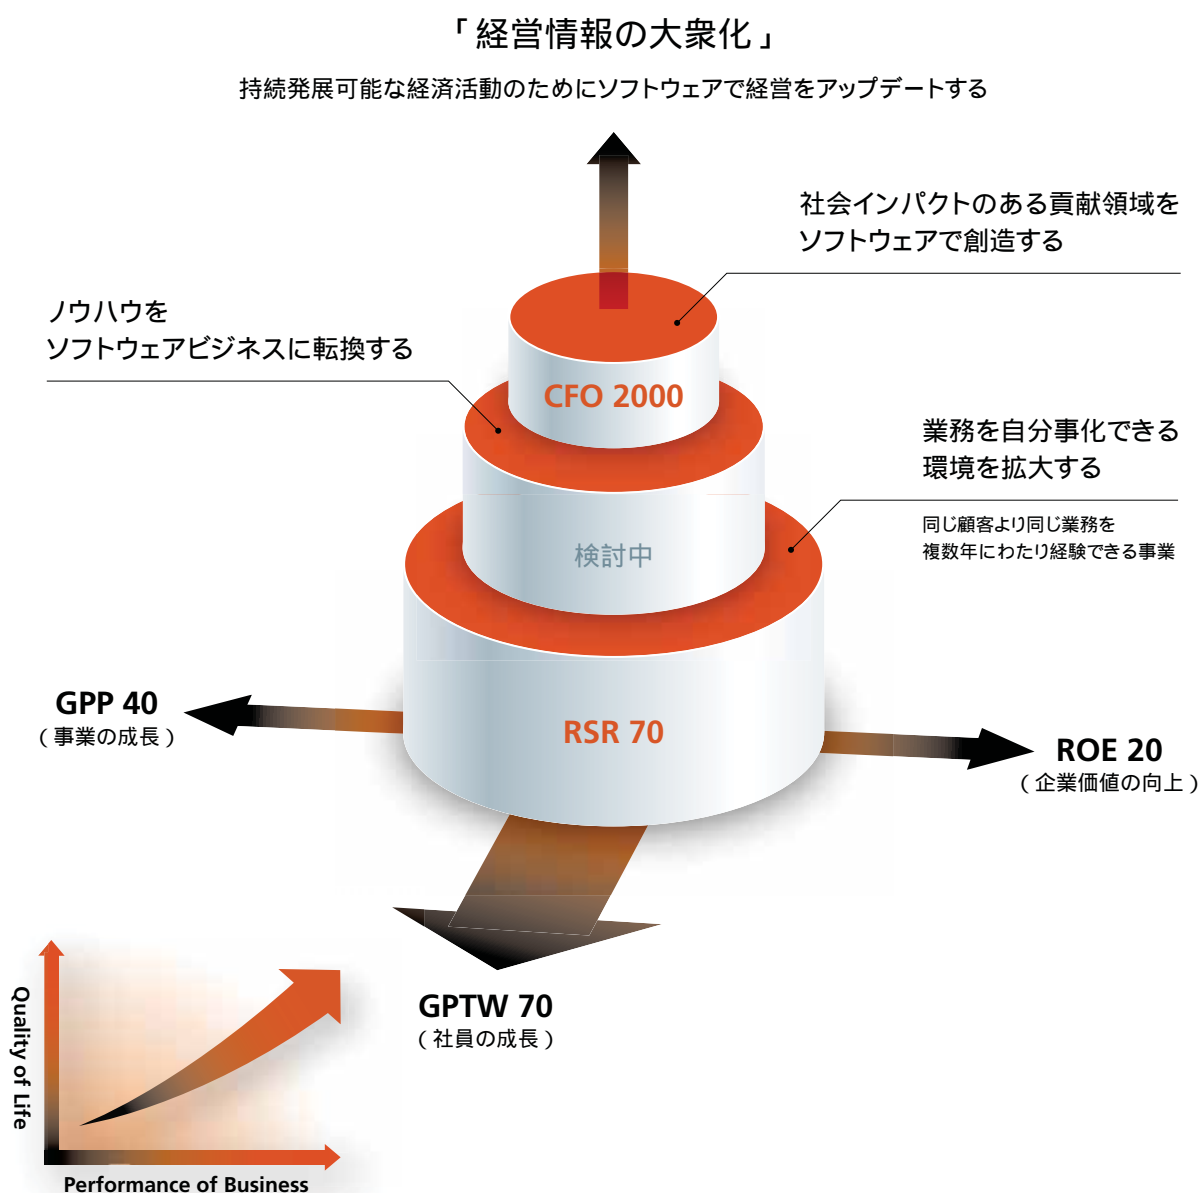 「経営情報の大衆化」
持続発展可能な経済活動のためにソフトウェアで経営をアップデートする
社会インパクトのある貢献領域を
ソフトウェアで創造する
ノウハウを
ソフトウェアビジネスに転換する
CFO 2000
業務を自分事化できる
環境を拡大する
同じ顧客より同じ業務を
複数年にわたり経験できる事業
検討中
RSR 70
GPP 40
(事業の成長)
ROE 20
(企業価値の向上)
GPTW 70
(社員の成長)
Quality of Life
Performance of Business